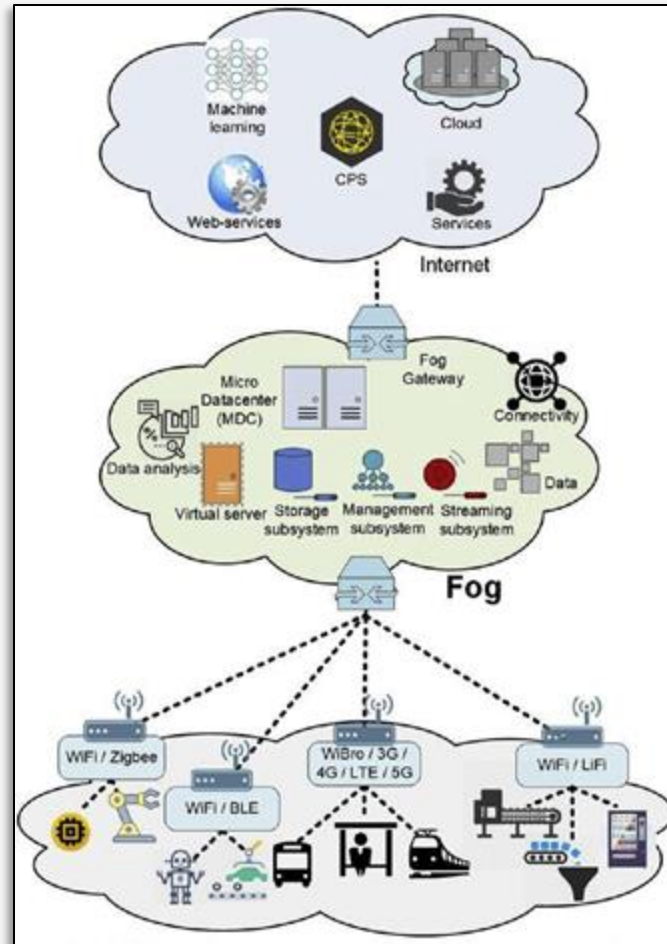 Machine
learning
Cloud
CPS
Web-services
Services
Internet
Micro
Datacenter
(MDC)
Fog
Gateway
Connectivity
Data analysis
Virtual server
Storage
subsystem
Management
subsystem
Streaming
subsystem
Data
Fog
WiFi / Zigbee
WiFi / BLE
WiBro / 3G /
4G / LTE / 5G
WiFi / LiFi